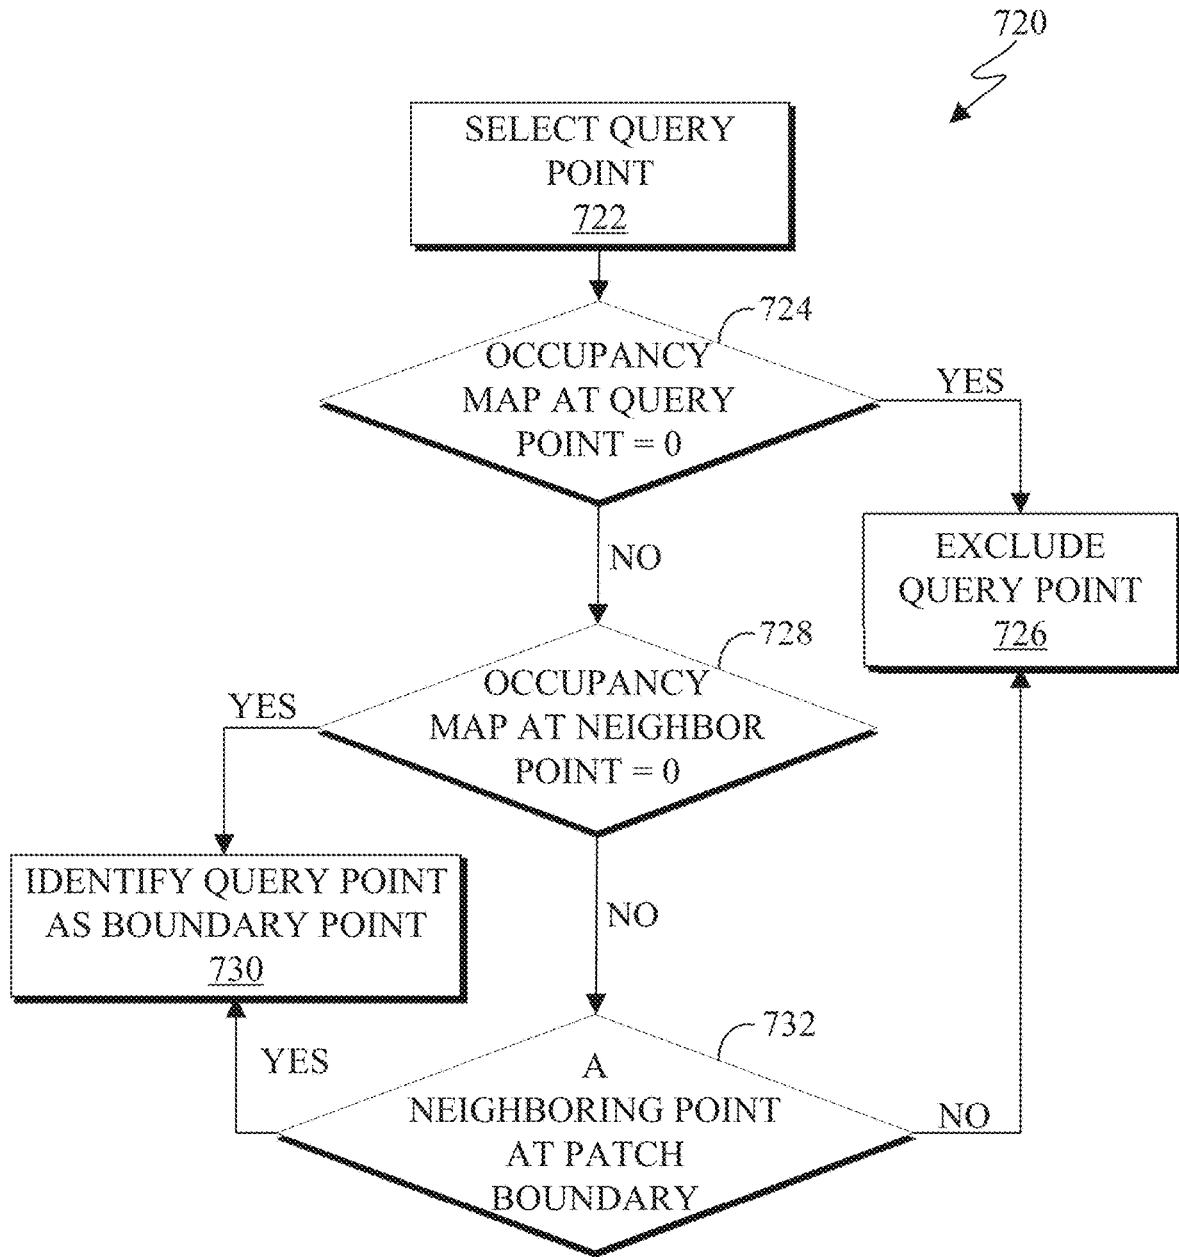 720
SELECT QUERY
POINT
722
724
OCCUPANCY
MAP AT QUERY
POINT = 0
YES
NO
EXCLUDE
QUERY POINT
726
728
OCCUPANCY
MAP AT NEIGHBOR
POINT = 0
YES
IDENTIFY QUERY POINT
AS BOUNDARY POINT
730
NO
732
YES
A
NEIGHBORING POINT
AT PATCH
BOUNDARY
NO